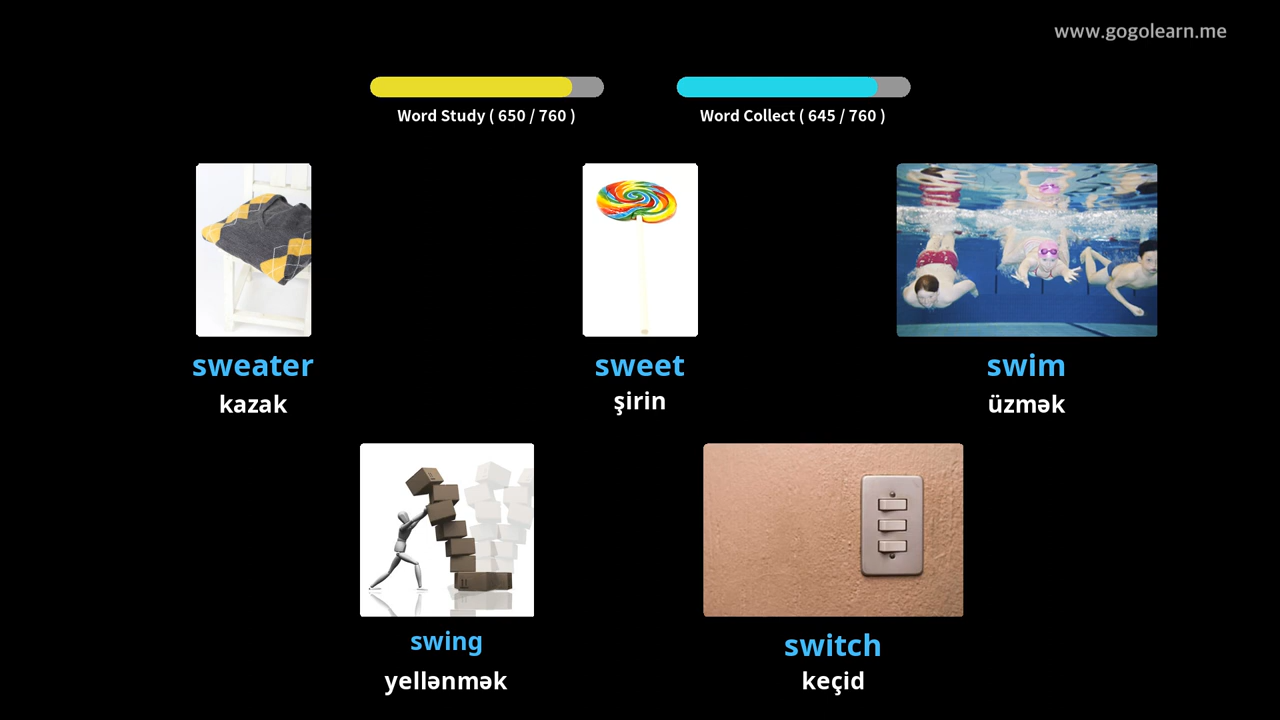 www.gogolearn.me
Word Study ( 650 / 760 )
Word Collect ( 645 / 760 )
sweater
kazak
sweet
şirin
swim
üzmək
swing
yellənmək
switch
keçid